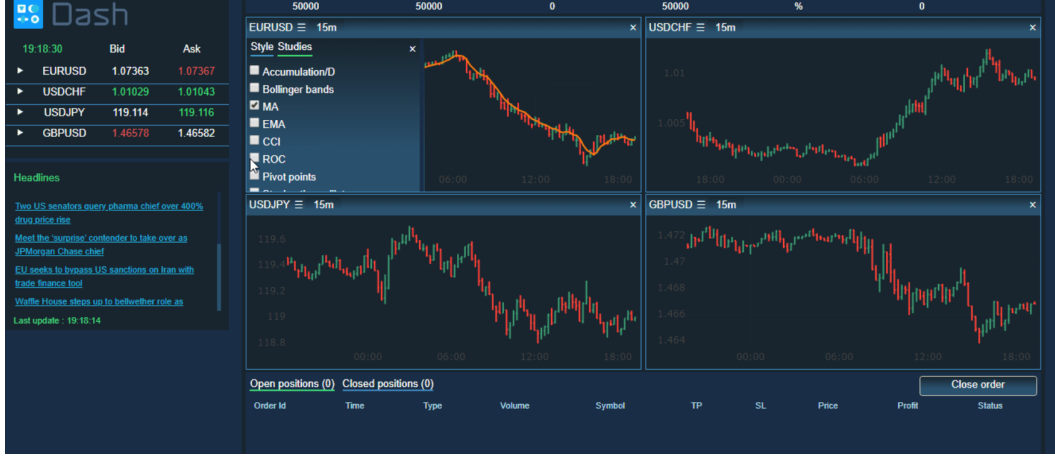 Dash
50000 50000 0 50000 % 0
19:18:30 Bid Ask
EURUSD 1.07363 1.07367
USDCHF 1.01029 1.01043
USDJPY 119.114 119.116
GBPUSD 1.46578 1.46582
Headlines
Two US senators query pharma chief over 400%
drug price rise
Meet the 'surprise' contender to take over as
JPMorgan Chase chief
EU seeks to bypass US sanctions on Iran with
trade finance tool
Waffle House steps up to bellwether role as
Last update : 19:18:14
EURUSD ☰ 15m ×
Style Studies ×
Accumulation/D
Bollinger bands
MA
EMA
CCI
ROC
Pivot points
06:00 12:00 18:00
USDCHF ☰ 15m ×
1.01
1.005
18:00 00:00 06:00 12:00 18:00
USDJPY ☰ 15m ×
119.6
119.4
119.2
119
118.8
00:00 06:00 12:00 18:00
GBPUSD ☰ 15m ×
1.472
1.47
1.468
1.466
1.464
00:00 06:00 12:00 18:00
Open positions (0) Closed positions (0) Close order
Order Id Time Type Volume Symbol TP SL Price Profit Status